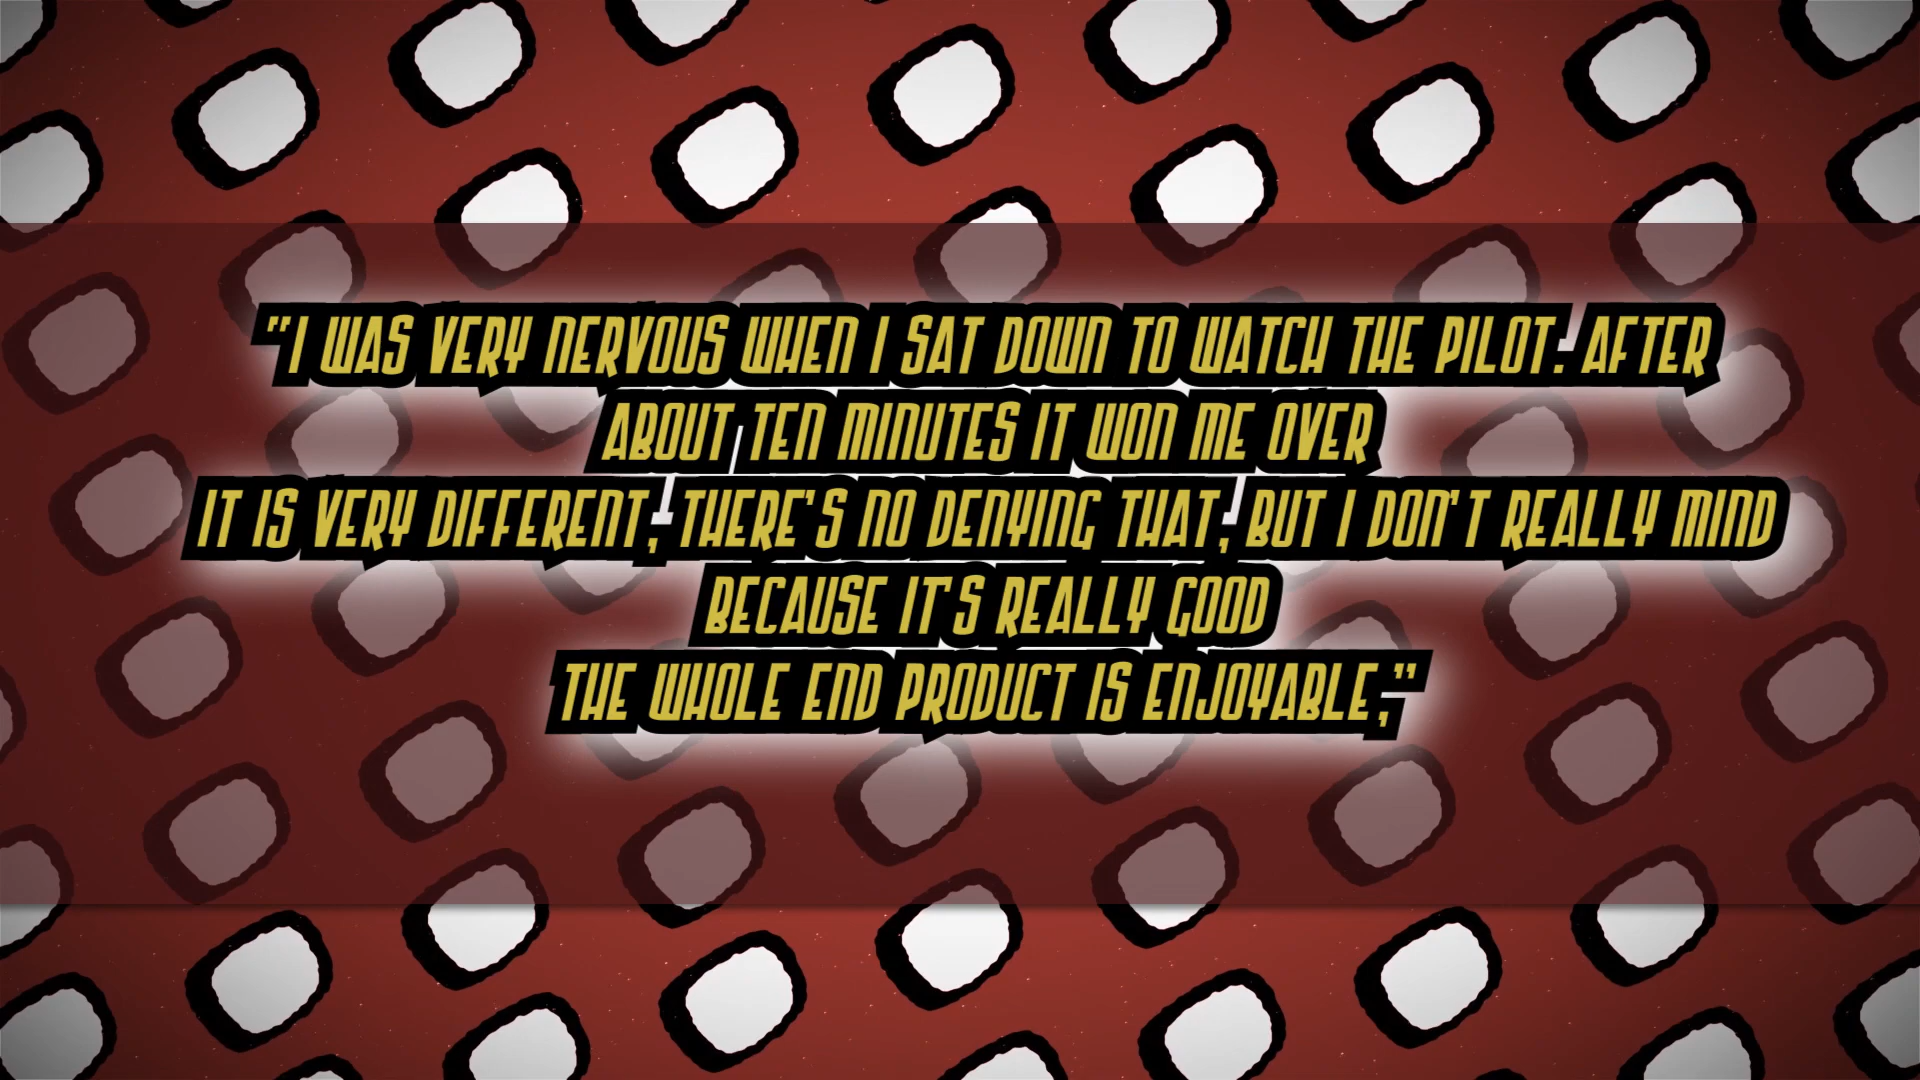 "I WAS VERY NERVOUS WHEN I SAT DOWN TO WATCH THE PILOT. AFTER
ABOUT TEN MINUTES IT WON ME OVER
IT IS VERY DIFFERENT, THERE'S NO DENYING THAT, BUT I DON'T REALLY MIND
BECAUSE IT'S REALLY GOOD
THE WHOLE END PRODUCT IS ENJOYABLE,"